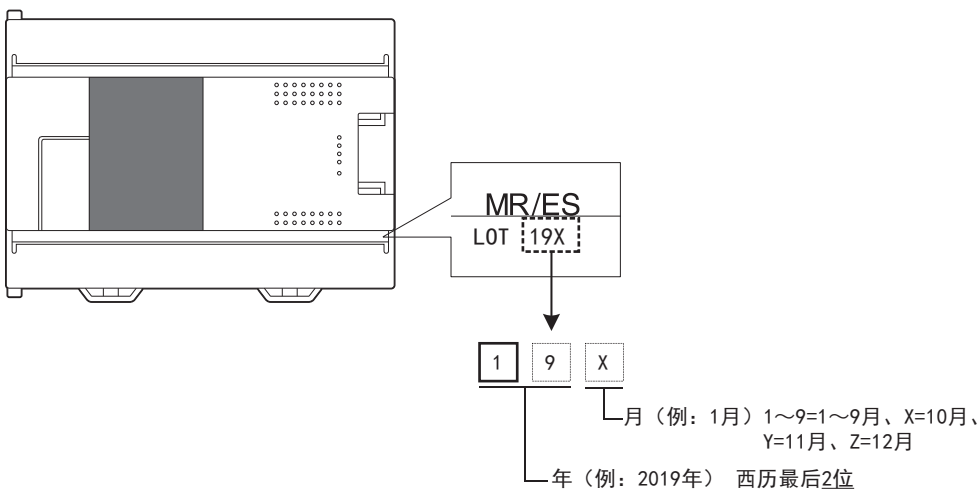 MR/ES
LOT 19X
1 9 X
月（例：1月）1～9=1～9月、X=10月、
Y=11月、Z=12月
年（例：2019年） 西历最后2位